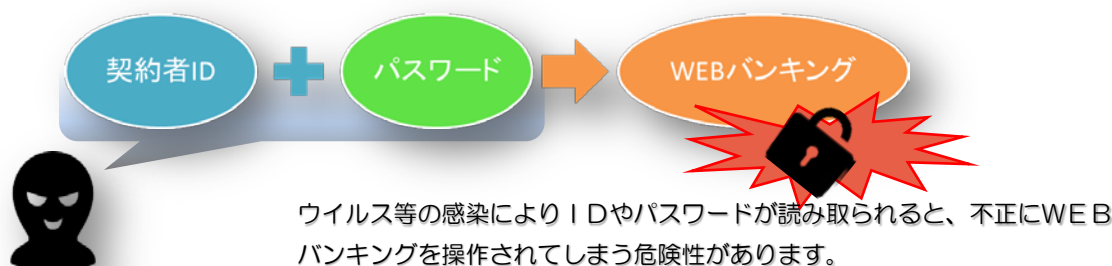 契約者ID
パスワード
WEBバンキング
ウイルス等の感染によりＩＤやパスワードが読み取られると、不正にＷＥＢ
バンキングを操作されてしまう危険性があります。